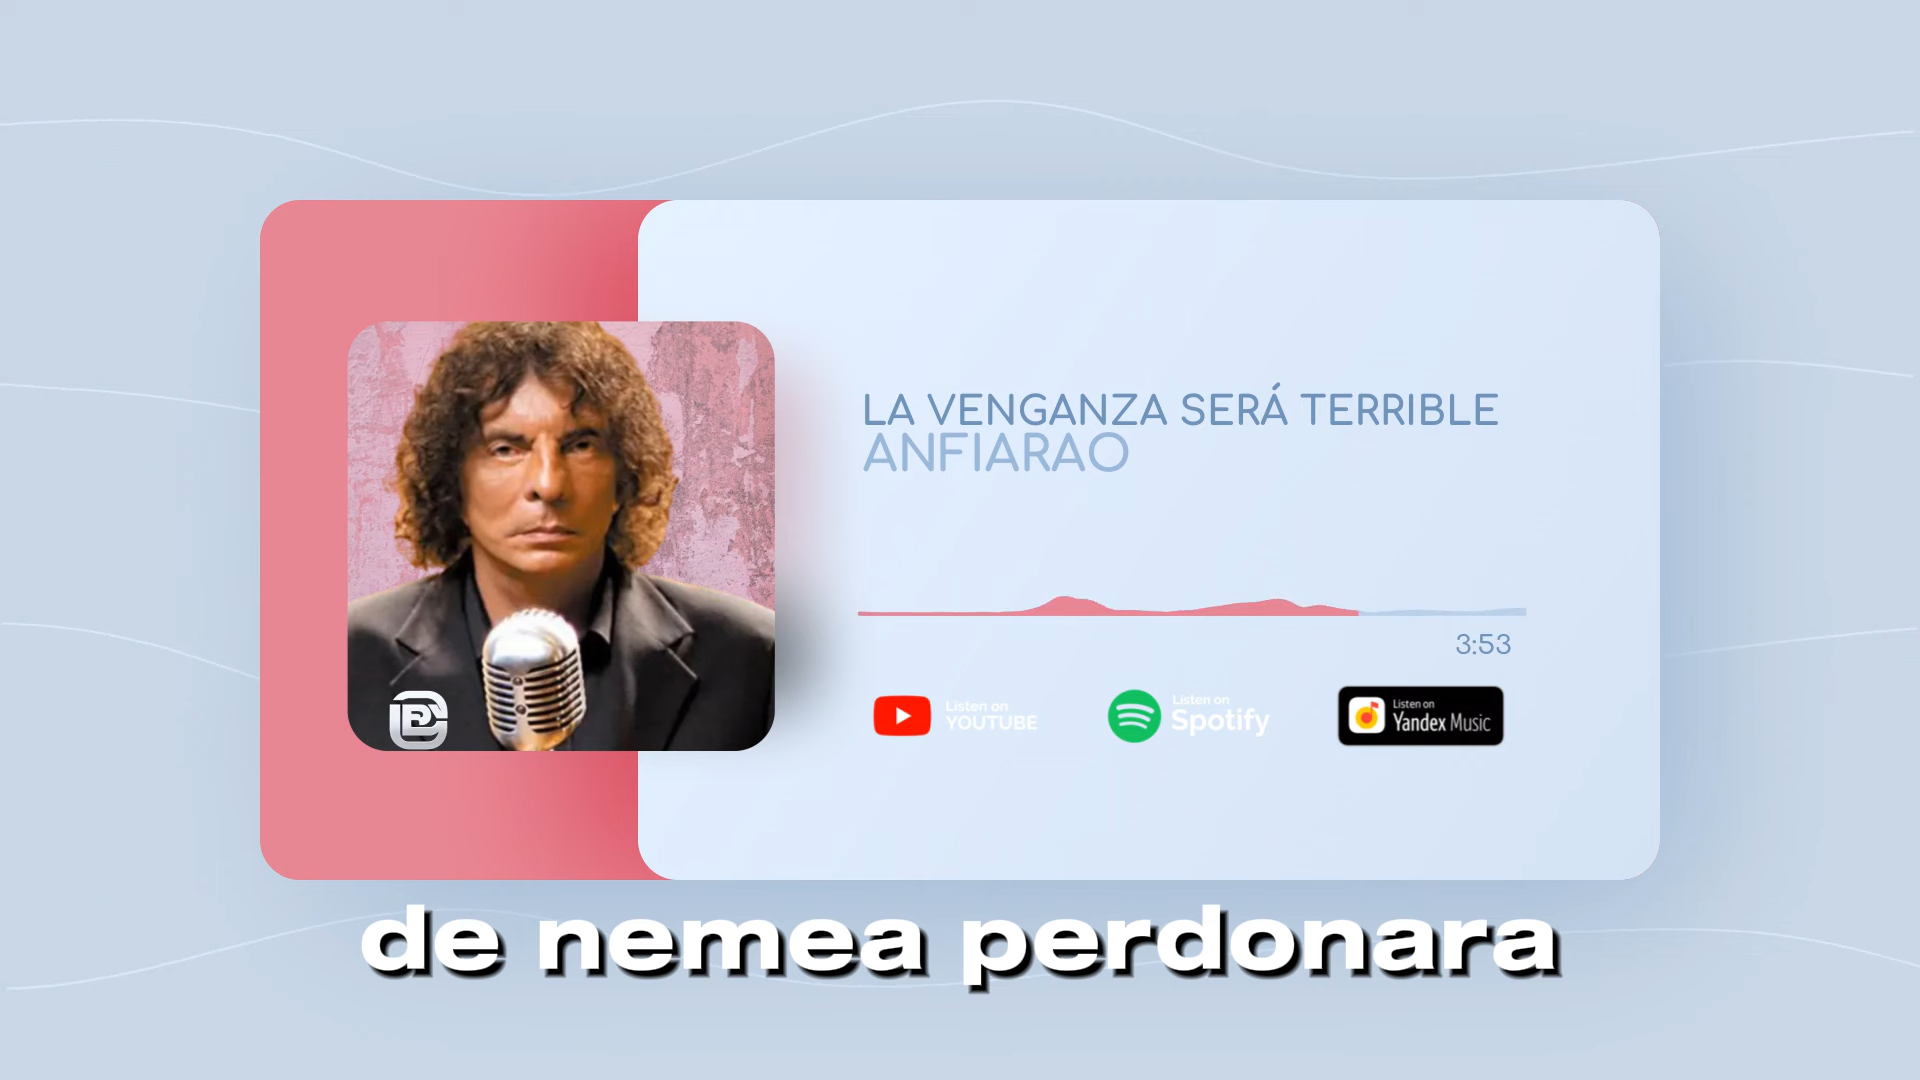 LA VENGANZA SERÁ TERRIBLE
ANFIARAO
3:53
Listen on
YOUTUBE
Listen on
Spotify
Listen on
Yandex Music
de nemea perdonara